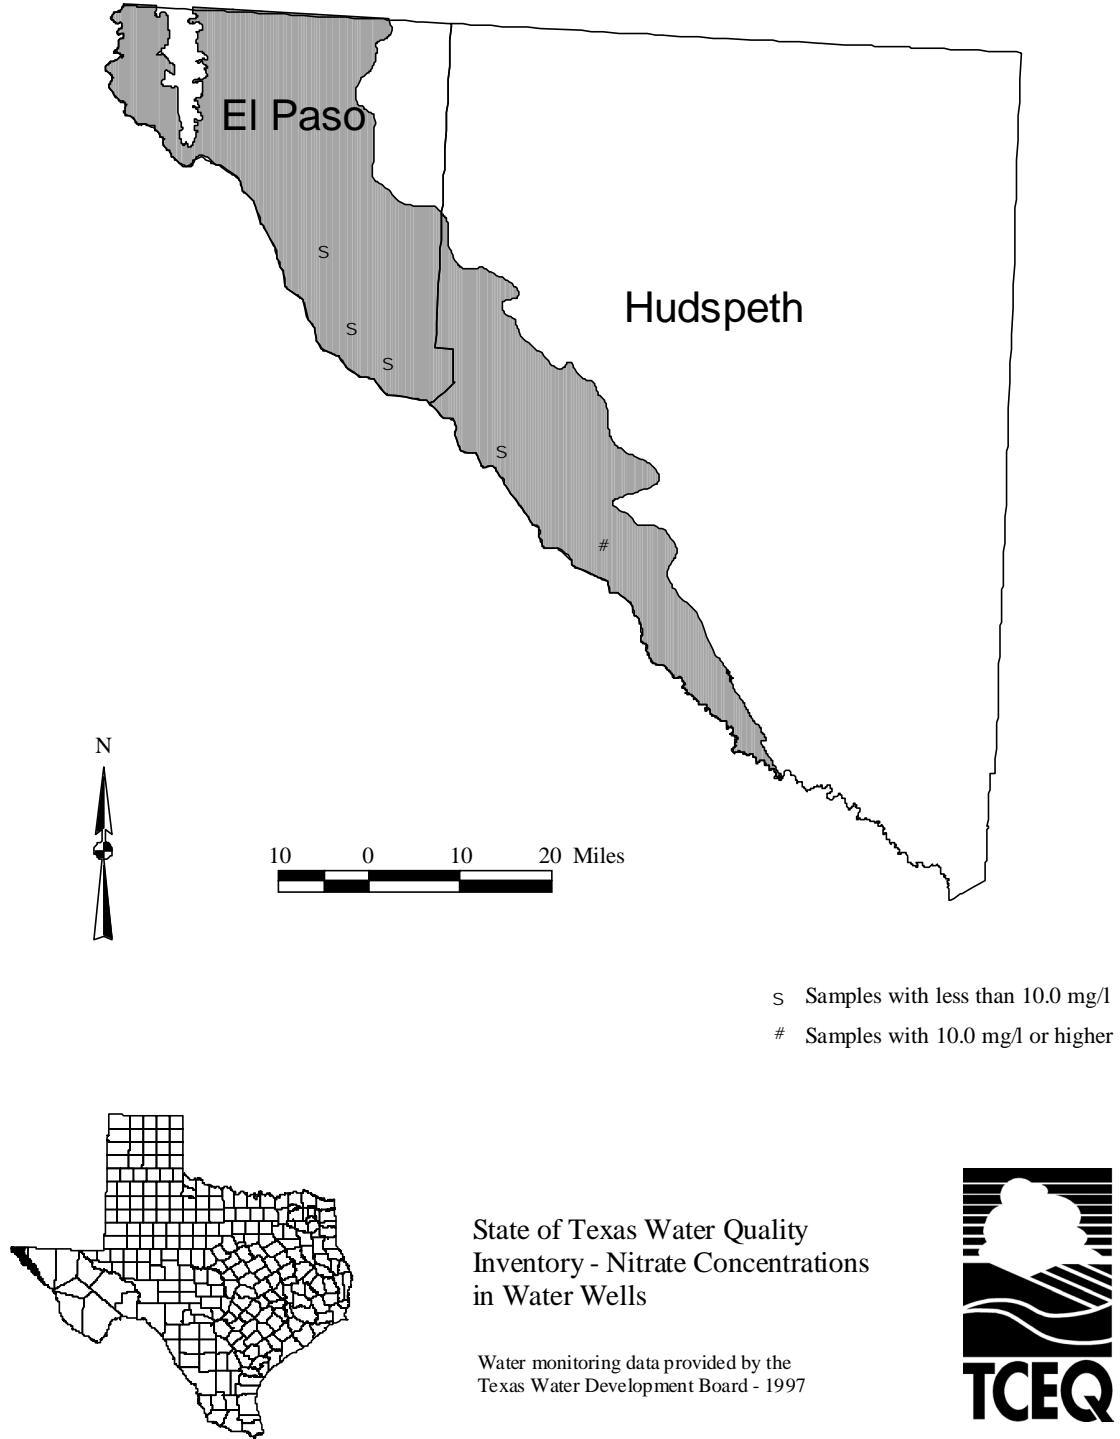 El Paso
S
Hudspeth
S
S
S
#
N
10 0 10 20 Miles
S Samples with less than 10.0 mg/l
# Samples with 10.0 mg/l or higher
State of Texas Water Quality
Inventory - Nitrate Concentrations
in Water Wells
Water monitoring data provided by the
Texas Water Development Board - 1997
TCEQ